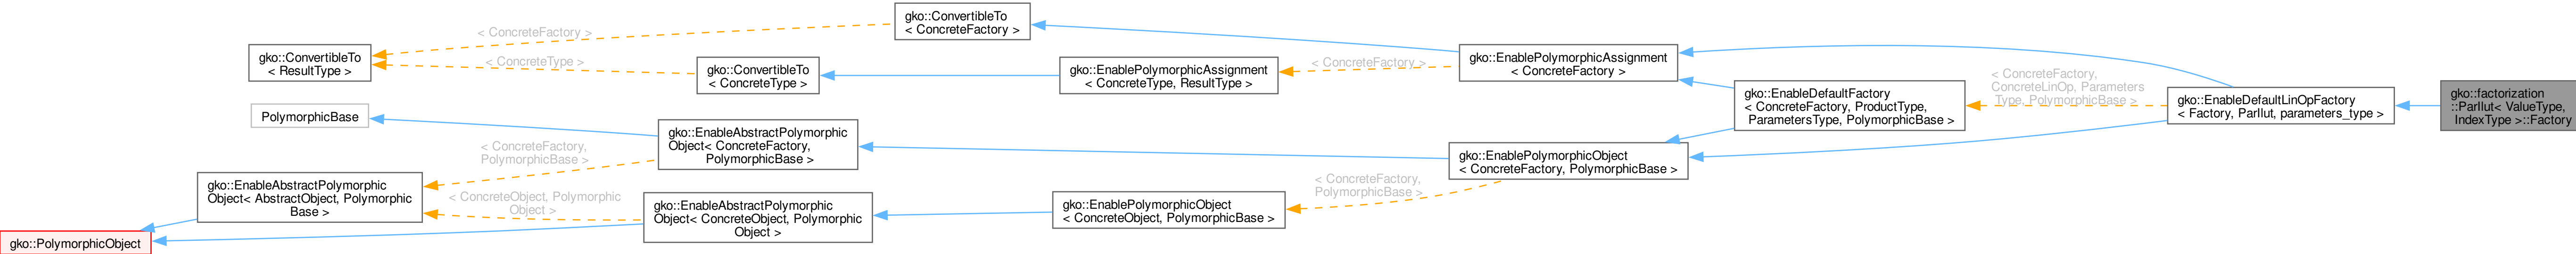 gko::ConvertibleTo
< ConcreteFactory >
< ConcreteFactory >
gko::ConvertibleTo
< ResultType >
< ConcreteType >
gko::ConvertibleTo
< ConcreteType >
gko::EnablePolymorphicAssignment
< ConcreteType, ResultType >
< ConcreteFactory >
gko::EnablePolymorphicAssignment
< ConcreteFactory >
gko::EnableDefaultFactory
< ConcreteFactory, ProductType,
ParametersType, PolymorphicBase >
< ConcreteFactory,
ConcreteLinOp, Parameters
Type, PolymorphicBase >
gko::EnableDefaultLinOpFactory
< Factory, ParIlut, parameters_type >
gko::factorization
::ParIlut< ValueType,
IndexType >::Factory
PolymorphicBase
gko::EnableAbstractPolymorphic
Object< ConcreteFactory,
PolymorphicBase >
< ConcreteFactory,
PolymorphicBase >
gko::EnablePolymorphicObject
< ConcreteFactory, PolymorphicBase >
gko::EnableAbstractPolymorphic
Object< AbstractObject, Polymorphic
Base >
< ConcreteObject, Polymorphic
Object >
gko::EnableAbstractPolymorphic
Object< ConcreteObject, Polymorphic
Object >
gko::EnablePolymorphicObject
< ConcreteObject, PolymorphicBase >
< ConcreteFactory,
PolymorphicBase >
gko::PolymorphicObject